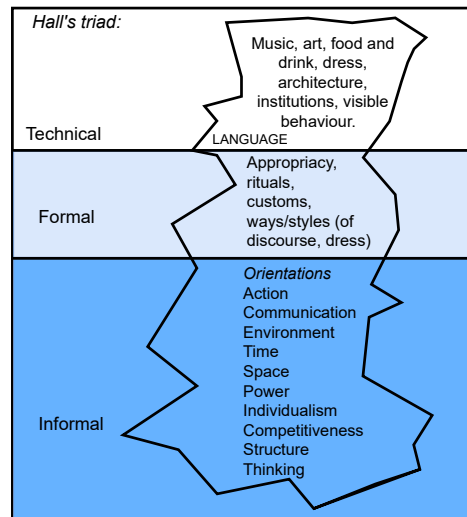 Hall's triad:
Music, art, food and
drink, dress,
architecture,
institutions, visible
behaviour.
Technical
LANGUAGE
Appropriacy,
rituals,
customs,
ways/styles (of
discourse, dress)
Formal
Orientations
Action
Communication
Environment
Time
Space
Power
Individualism
Competitiveness
Structure
Thinking
Informal